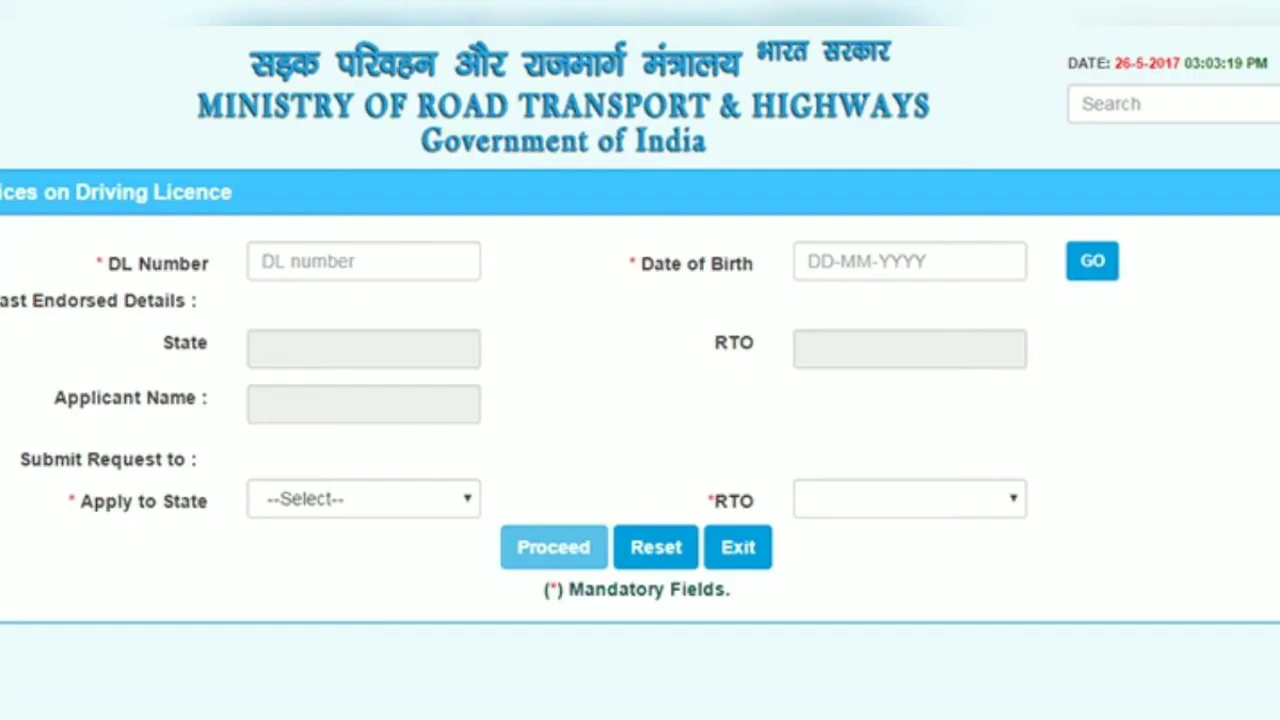 सड़क परिवहन और राजमार्ग मंत्रालय भारत सरकार
MINISTRY OF ROAD TRANSPORT & HIGHWAYS
Government of India
DATE: 26-5-2017 03:03:19 PM
Search
ices on Driving Licence
* DL Number DL number * Date of Birth DD-MM-YYYY GO
ast Endorsed Details :
State RTO
Applicant Name :
Submit Request to :
* Apply to State --Select-- *RTO
Proceed Reset Exit
(*) Mandatory Fields.